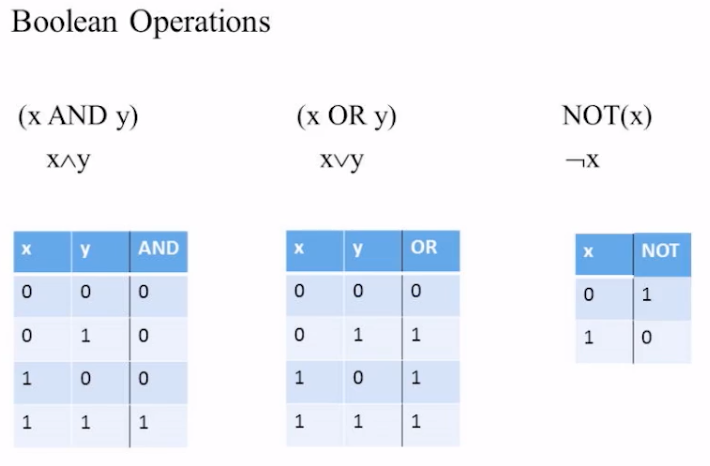 Boolean Operations
(x AND y)
x∧y
x y AND
0 0 0
0 1 0
1 0 0
1 1 1
(x OR y)
x∨y
x y OR
0 0 0
0 1 1
1 0 1
1 1 1
NOT(x)
¬x
x NOT
0 1
1 0